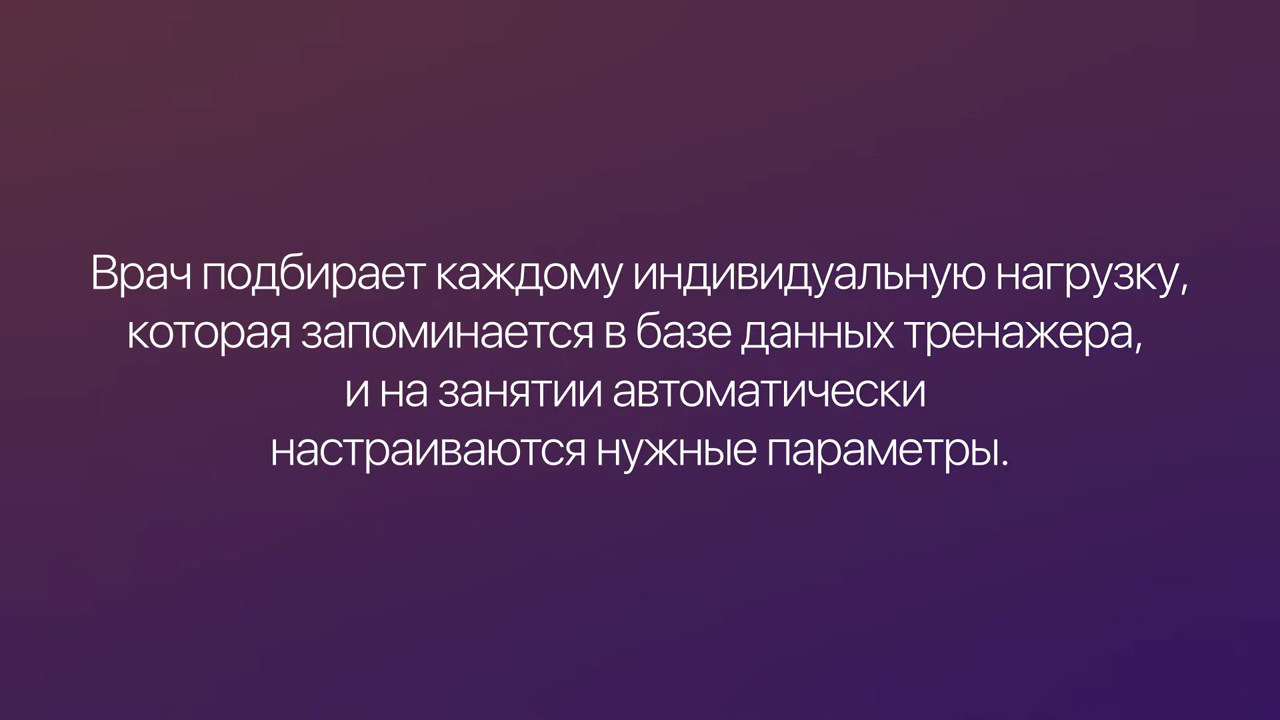 Врач подбирает каждому индивидуальную нагрузку,
которая запоминается в базе данных тренажера,
и на занятии автоматически
настраиваются нужные параметры.